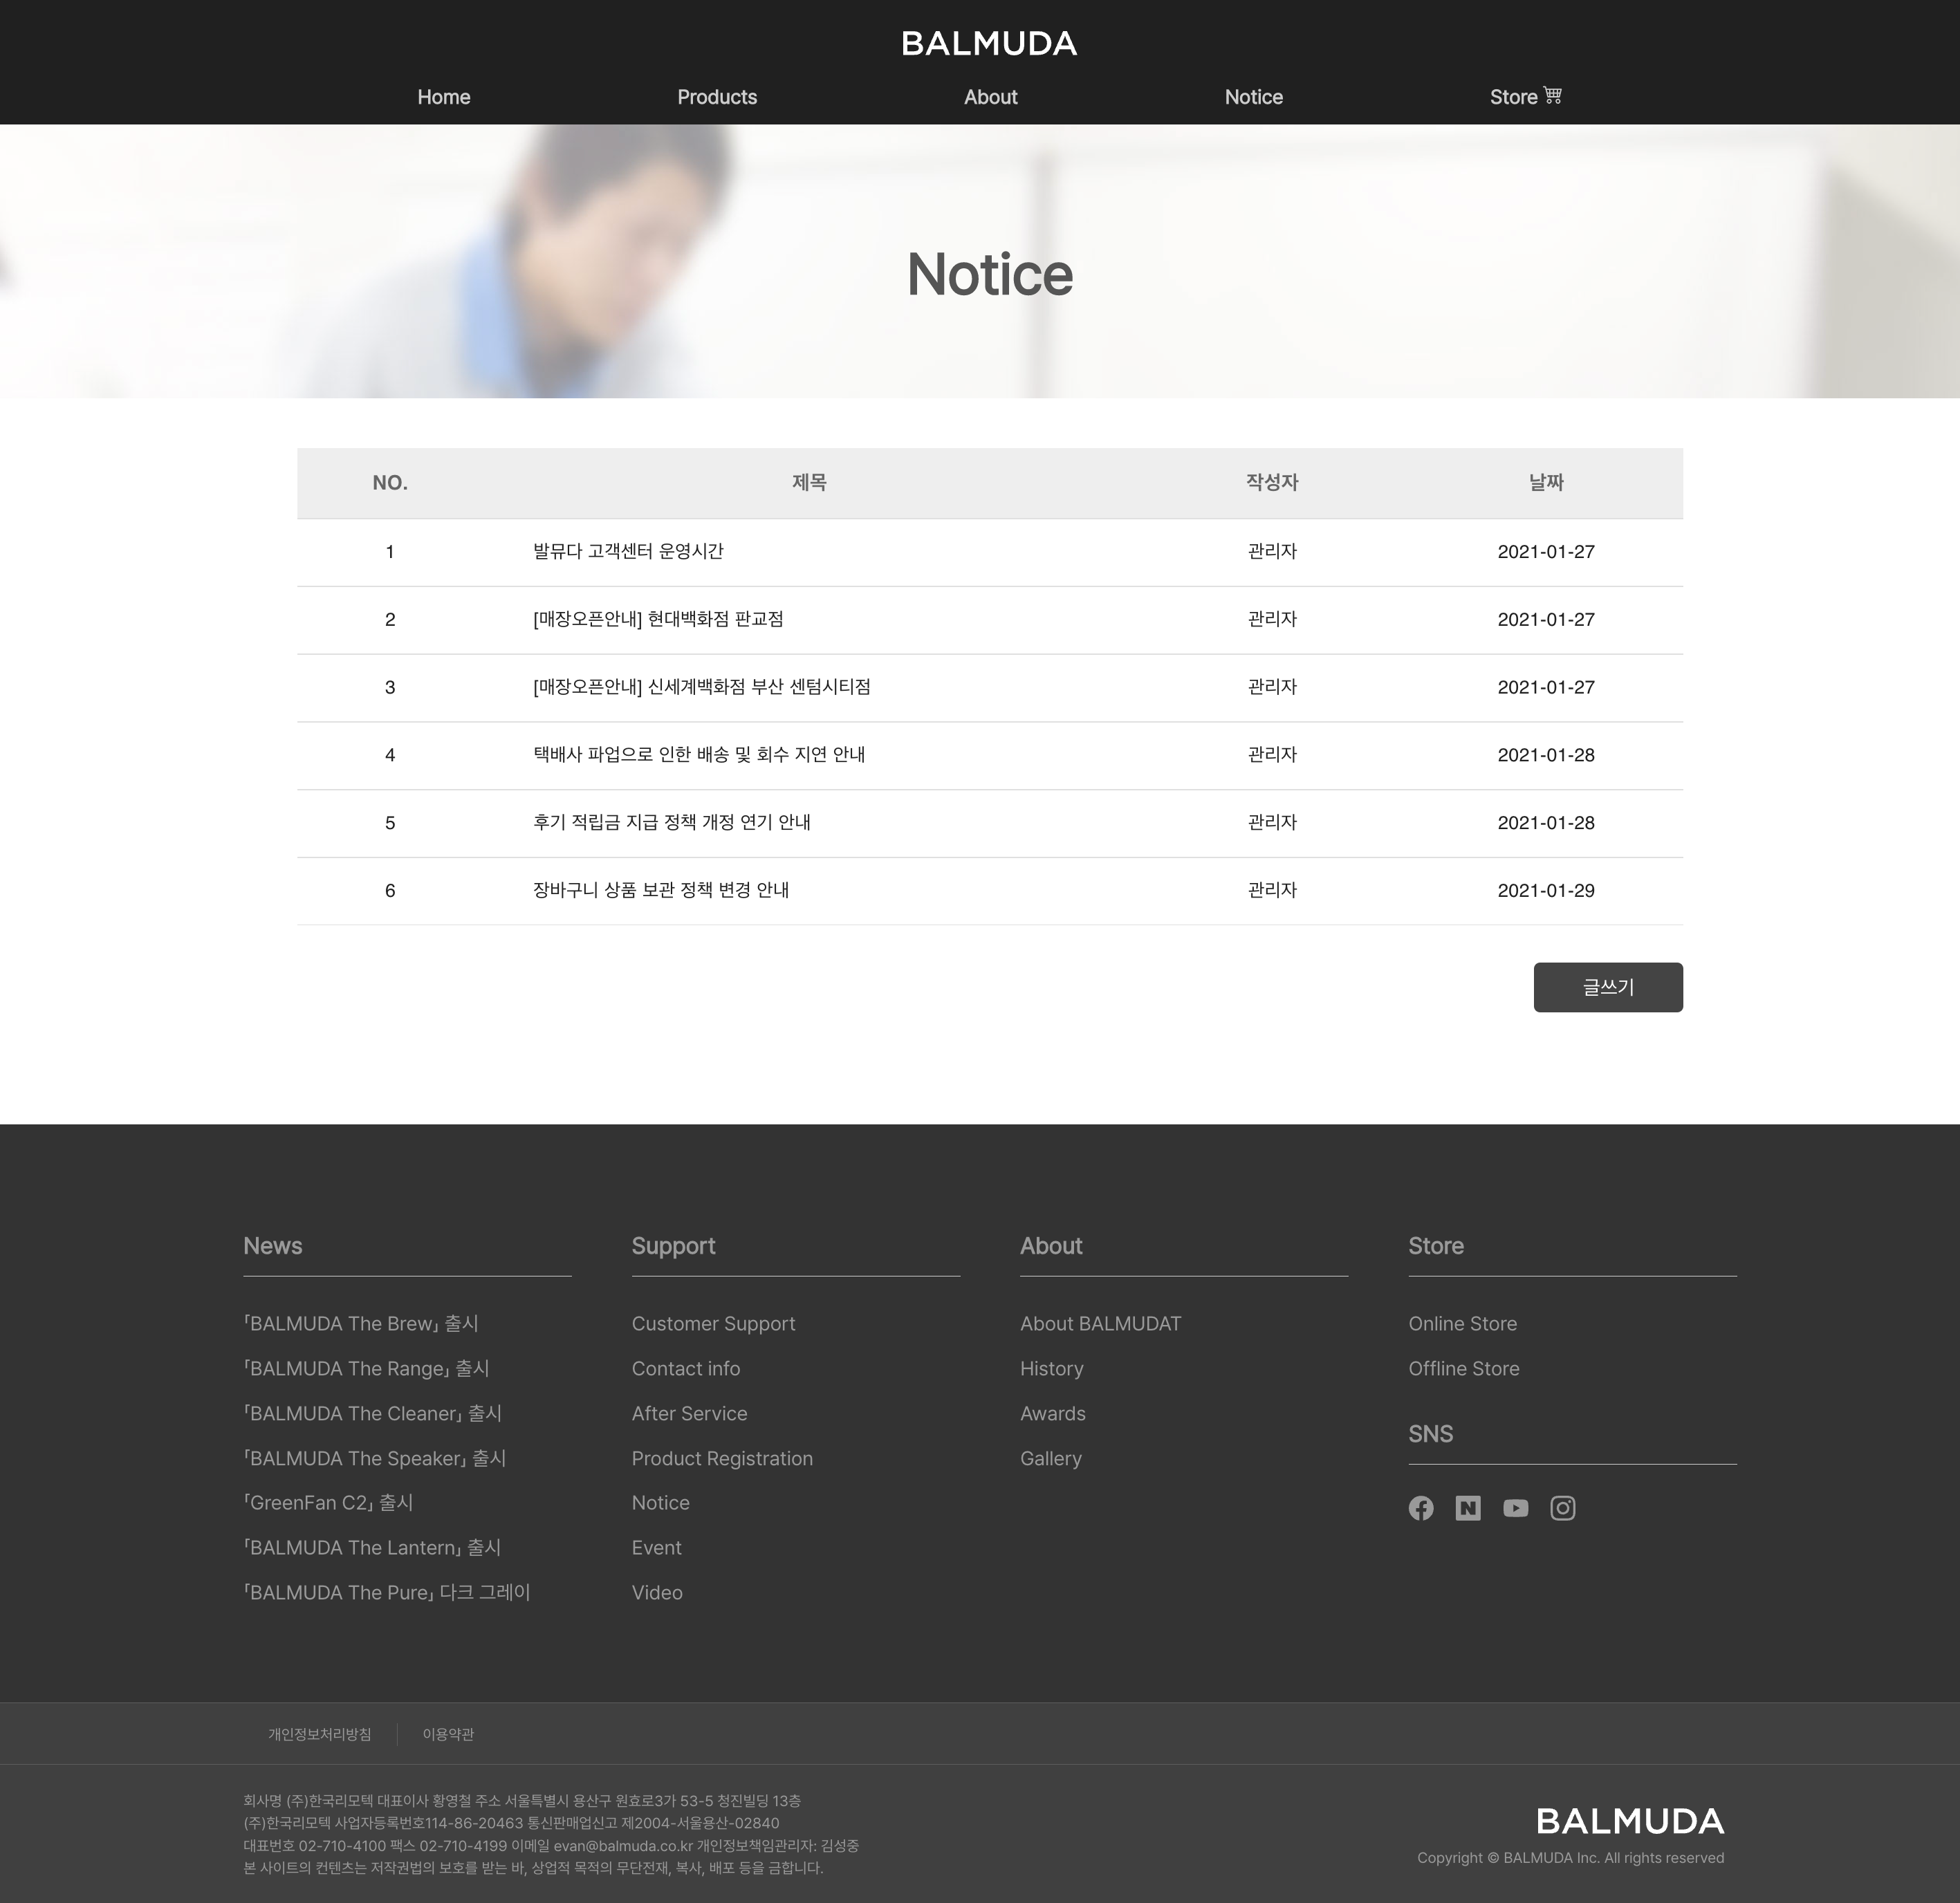 BALMUDA
Home Products About Notice Store
Notice
NO. 제목 작성자 날짜
1 발뮤다 고객센터 운영시간 관리자 2021-01-27
2 [매장오픈안내] 현대백화점 판교점 관리자 2021-01-27
3 [매장오픈안내] 신세계백화점 부산 센텀시티점 관리자 2021-01-27
4 택배사 파업으로 인한 배송 및 회수 지연 안내 관리자 2021-01-28
5 후기 적립금 지급 정책 개정 연기 안내 관리자 2021-01-28
6 장바구니 상품 보관 정책 변경 안내 관리자 2021-01-29
글쓰기
News
「BALMUDA The Brew」 출시
「BALMUDA The Range」 출시
「BALMUDA The Cleaner」 출시
「BALMUDA The Speaker」 출시
「GreenFan C2」 출시
「BALMUDA The Lantern」 출시
「BALMUDA The Pure」 다크 그레이
Support
Customer Support
Contact info
After Service
Product Registration
Notice
Event
Video
About
About BALMUDAT
History
Awards
Gallery
Store
Online Store
Offline Store
SNS
개인정보처리방침 이용약관
회사명 (주)한국리모텍 대표이사 황영철 주소 서울특별시 용산구 원효로3가 53-5 청진빌딩 13층
(주)한국리모텍 사업자등록번호114-86-20463 통신판매업신고 제2004-서울용산-02840
대표번호 02-710-4100 팩스 02-710-4199 이메일 evan@balmuda.co.kr 개인정보책임관리자: 김성중
본 사이트의 컨텐츠는 저작권법의 보호를 받는 바, 상업적 목적의 무단전재, 복사, 배포 등을 금합니다.
BALMUDA
Copyright © BALMUDA Inc. All rights reserved